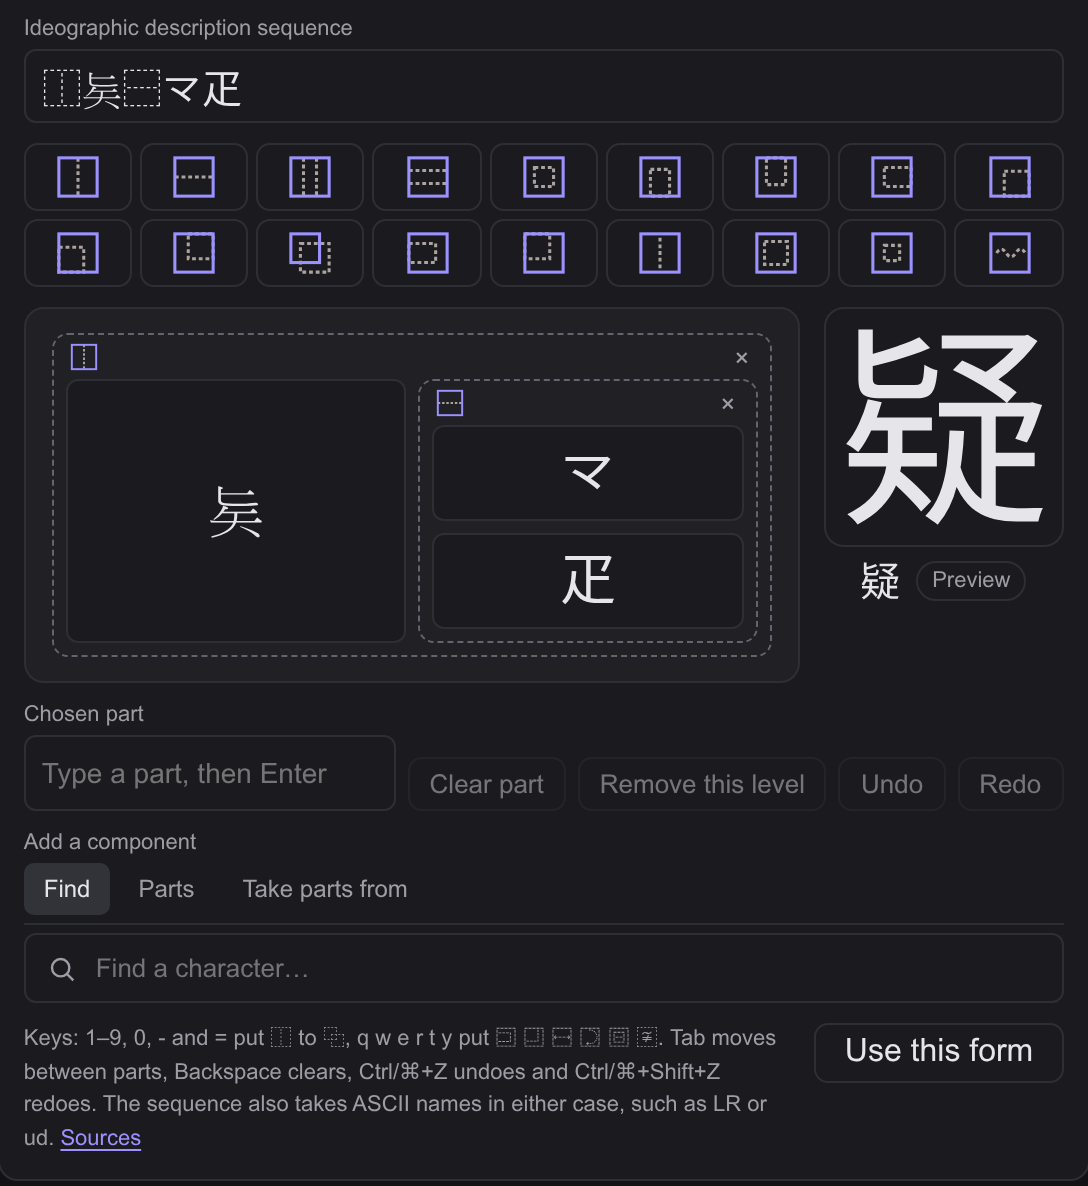 Ideographic description sequence
⿰𠤕⿱マ疋
×
×
𠤕
マ
疋
疑
疑 Preview
Chosen part
Type a part, then Enter
Clear part
Remove this level
Undo
Redo
Add a component
Find
Parts
Take parts from
Find a character…
Keys: 1–9, 0, - and = put ⿰ to ⿻, q w e r t y put
. Tab moves
between parts, Backspace clears, Ctrl/⌘+Z undoes and Ctrl/⌘+Shift+Z
redoes. The sequence also takes ASCII names in either case, such as LR or
ud. Sources
Use this form